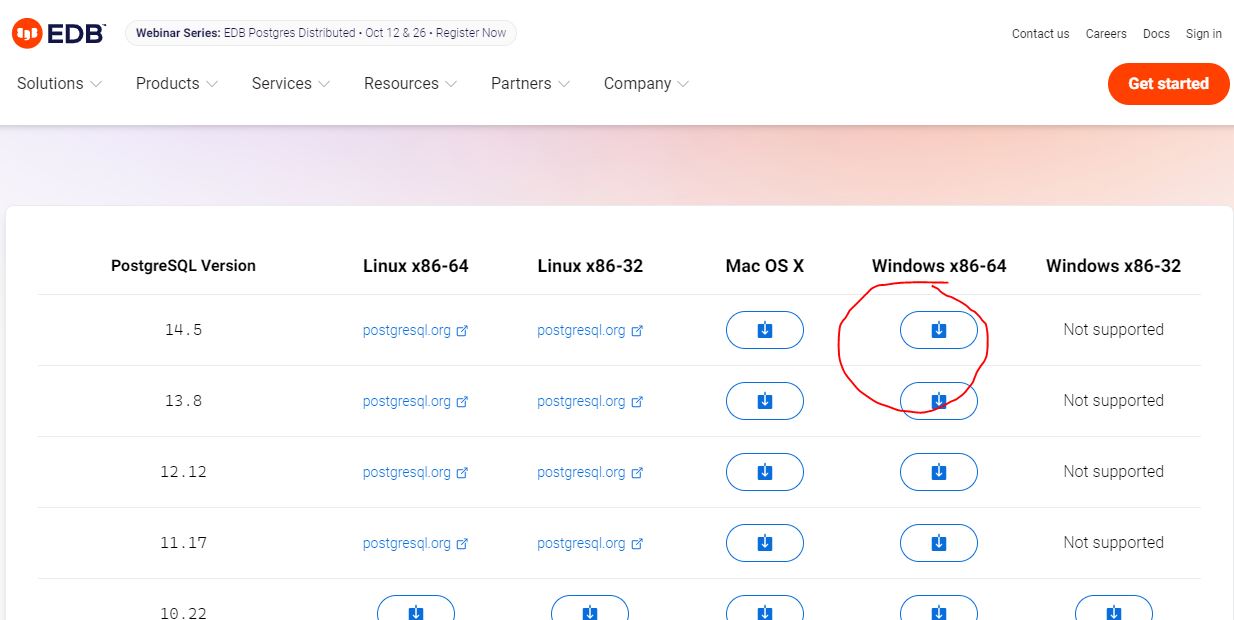 EDB
Webinar Series: EDB Postgres Distributed • Oct 12 & 26 • Register Now
Contact us Careers Docs Sign in
Solutions Products Services Resources Partners Company
Get started
PostgreSQL Version Linux x86-64 Linux x86-32 Mac OS X Windows x86-64 Windows x86-32
14.5 postgresql.org postgresql.org Not supported
13.8 postgresql.org postgresql.org Not supported
12.12 postgresql.org postgresql.org Not supported
11.17 postgresql.org postgresql.org Not supported
10.22